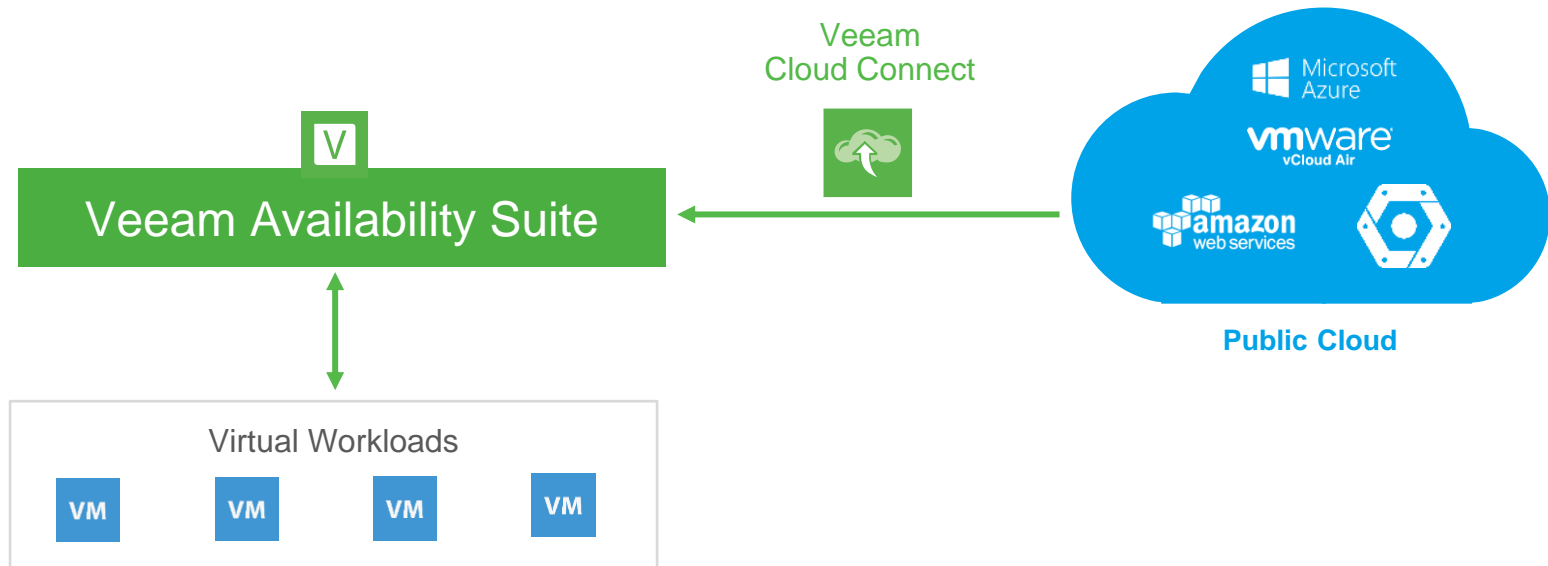 Veeam
Cloud Connect
Microsoft
Azure
vmware
vCloud Air
V
Veeam Availability Suite
amazon
web services
Public Cloud
Virtual Workloads
VM VM VM VM